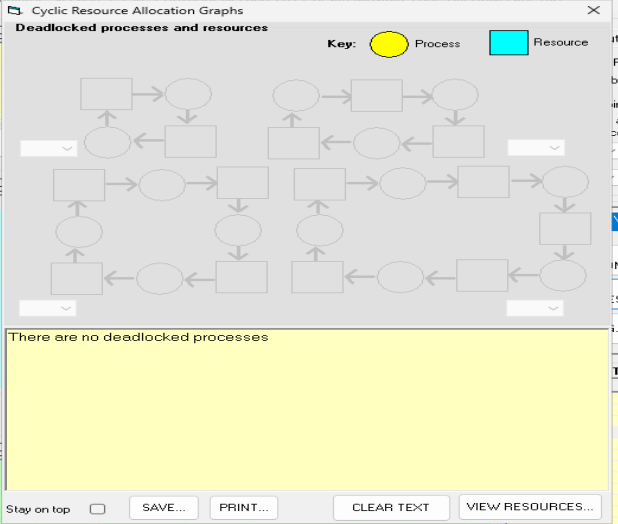 Cyclic Resource Allocation Graphs
Deadlocked processes and resources
Key: Process Resource
There are no deadlocked processes
Stay on top SAVE... PRINT... CLEAR TEXT VIEW RESOURCES...